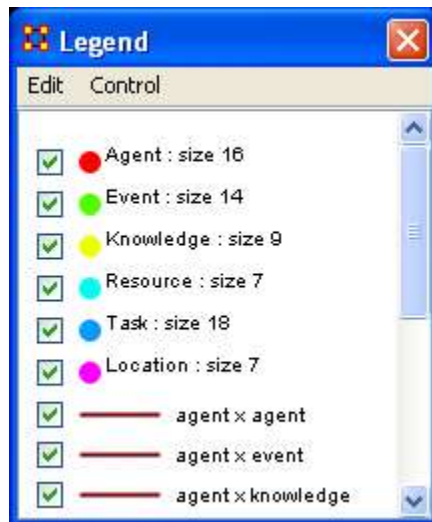 Legend
Edit Control
Agent : size 16
Event : size 14
Knowledge : size 9
Resource : size 7
Task : size 18
Location : size 7
agent x agent
agent x event
agent x knowledge